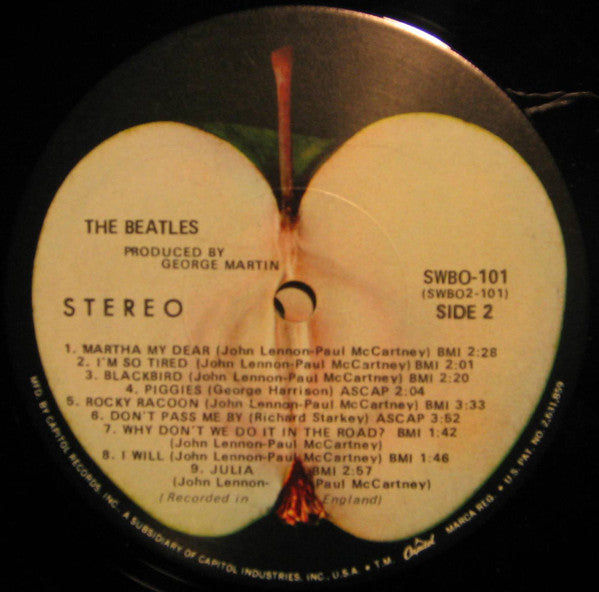 THE BEATLES
PRODUCED BY
GEORGE MARTIN
STEREO
SWBO-101
(SWBO2-101)
SIDE 2
1. MARTHA MY DEAR (John Lennon-Paul McCartney) BMI 2:28
2. I'M SO TIRED (John Lennon-Paul McCartney) BMI 2:01
3. BLACKBIRD (John Lennon-Paul McCartney) BMI 2:20
4. PIGGIES (George Harrison) ASCAP 2:04
5. ROCKY RACOON (John Lennon-Paul McCartney) BMI 3:33
6. DON'T PASS ME BY (Richard Starkey) ASCAP 3:52
7. WHY DON'T WE DO IT IN THE ROAD? BMI 1:42
(John Lennon-Paul McCartney)
8. I WILL (John Lennon-Paul McCartney) BMI 1:46
9. JULIA BMI 2:57
(John Lennon- Paul McCartney)
(Recorded in England)
MFD. BY CAPITOL RECORDS, INC., A SUBSIDIARY OF CAPITOL INDUSTRIES, INC., U.S.A. • T.M. Capitol MARCA REG. • U.S. PAT. NO. 2,631,859